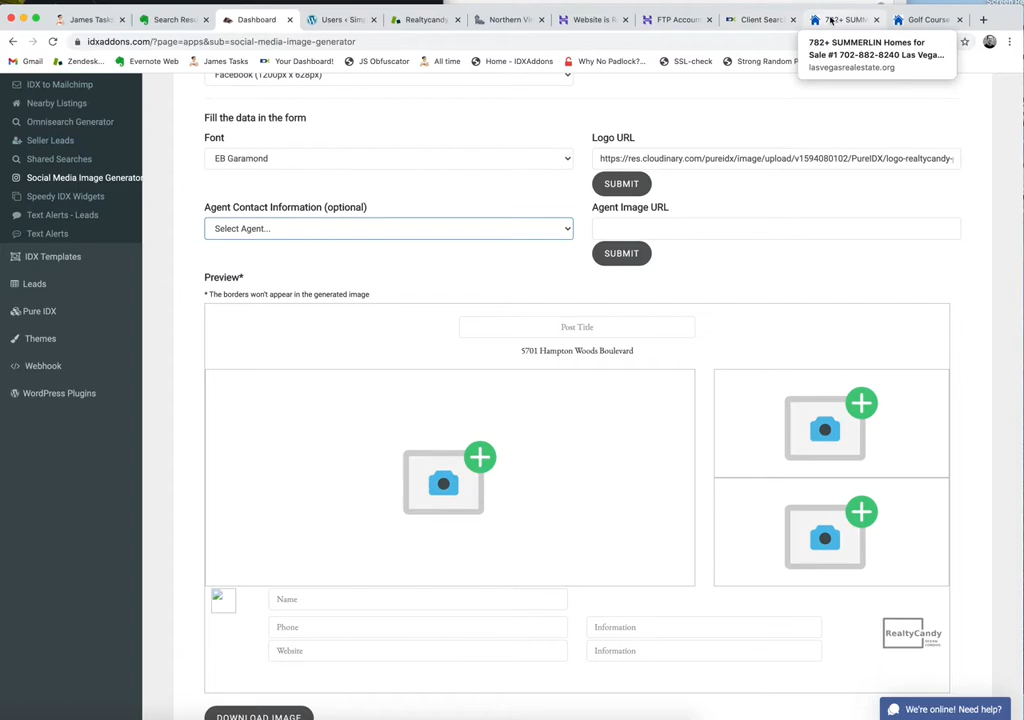 James Tasks
Search Resu
Dashboard
Users < Sim
Realtycandy
Northern Vi
Website is R
FTP Accoun
Client Searc
782+ SUMM
Golf Course
idxaddons.com/?page=apps&sub=social-media-image-generator
782+ SUMMERLIN Homes for
Sale #1 702-882-8240 Las Vega...
lasvegasrealestate.org
Gmail
Zendesk...
Evernote Web
James Tasks
Your Dashboard!
JS Obfuscator
All time
Home - IDXAddons
Why No Padlock?...
SSL-check
Strong Random P
IDX to Mailchimp
Nearby Listings
Omnisearch Generator
Seller Leads
Shared Searches
Social Media Image Generator
Speedy IDX Widgets
Text Alerts - Leads
Text Alerts
IDX Templates
Leads
Pure IDX
Themes
Webhook
WordPress Plugins
Facebook (1200px x 628px)
Fill the data in the form
Font
Logo URL
EB Garamond
https://res.cloudinary.com/pureidx/image/upload/v1594080102/PureIDX/logo-realtycandy-
SUBMIT
Agent Contact Information (optional)
Agent Image URL
Select Agent...
SUBMIT
Preview*
* The borders won't appear in the generated image
Post Title
5701 Hampton Woods Boulevard
Name
Phone
Information
Website
Information
RealtyCandy
DOWNLOAD IMAGE
We're online! Need help?